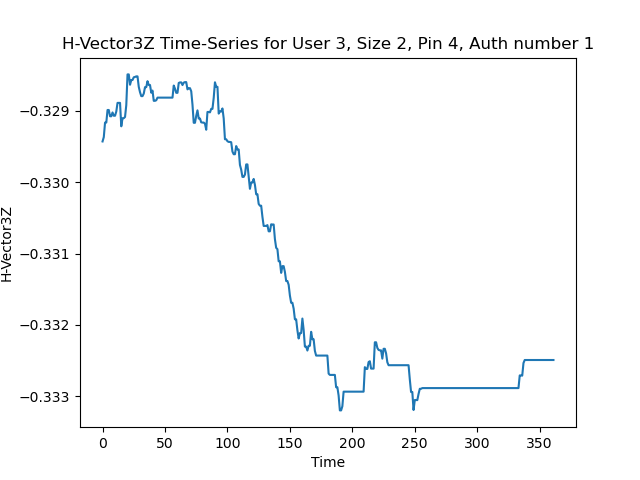 H-Vector3Z Time-Series for User 3, Size 2, Pin 4, Auth number 1
H-Vector3Z
−0.329
−0.330
−0.331
−0.332
−0.333
0 50 100 150 200 250 300 350
Time